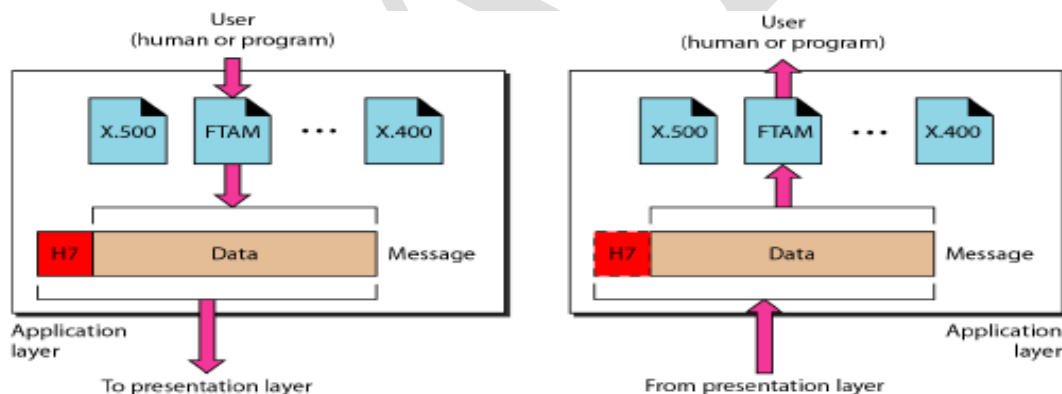 User
(human or program)
X.500
FTAM
...
X.400
H7
Data
Message
Application
layer
To presentation layer
User
(human or program)
X.500
FTAM
...
X.400
H7
Data
Message
Application
layer
From presentation layer